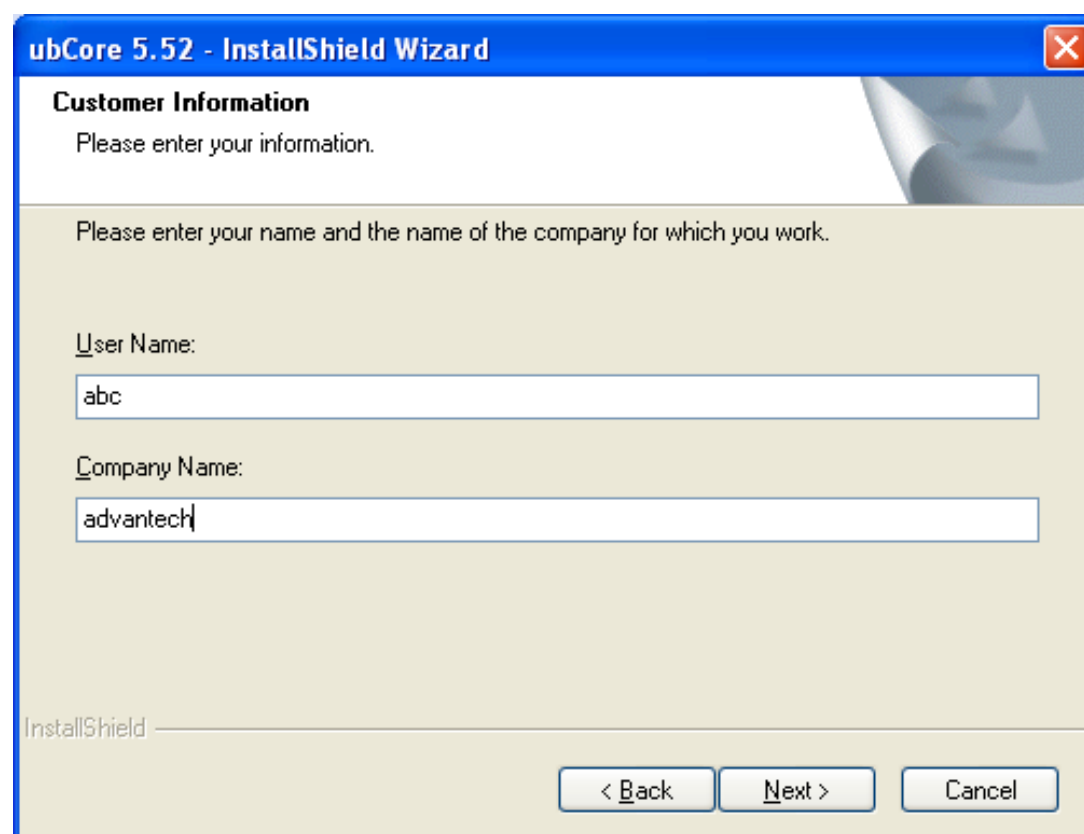 ubCore 5.52 - InstallShield Wizard
Customer Information
Please enter your information.
Please enter your name and the name of the company for which you work.
User Name:
abc
Company Name:
advantech
InstallShield
< Back Next > Cancel